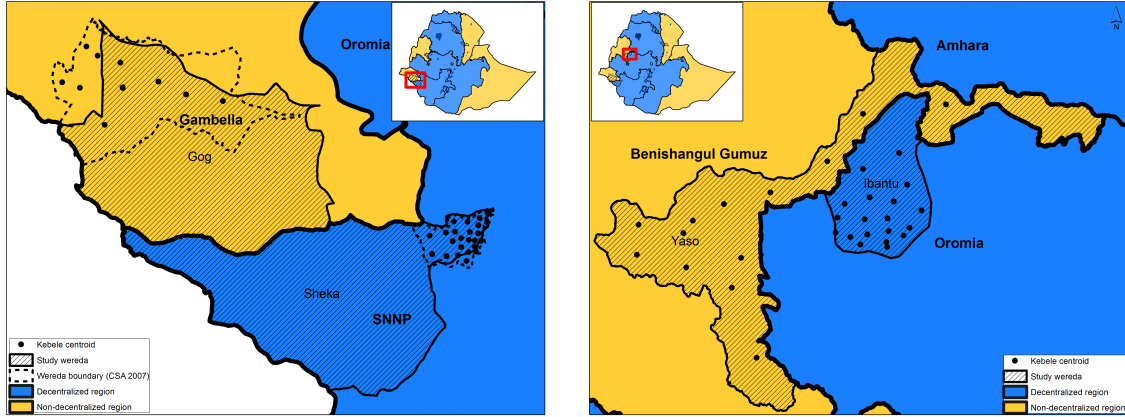 Oromia
Gambella
Gog
Sheka
SNNP
Kebele centroid
Study wereda
Wereda boundary (CSA 2007)
Decentralized region
Non-decentralized region
N
Amhara
Benishangul Gumuz
Ibantu
Yaso
Oromia
Kebele centroid
Study wereda
Decentralized region
Non-decentralized region